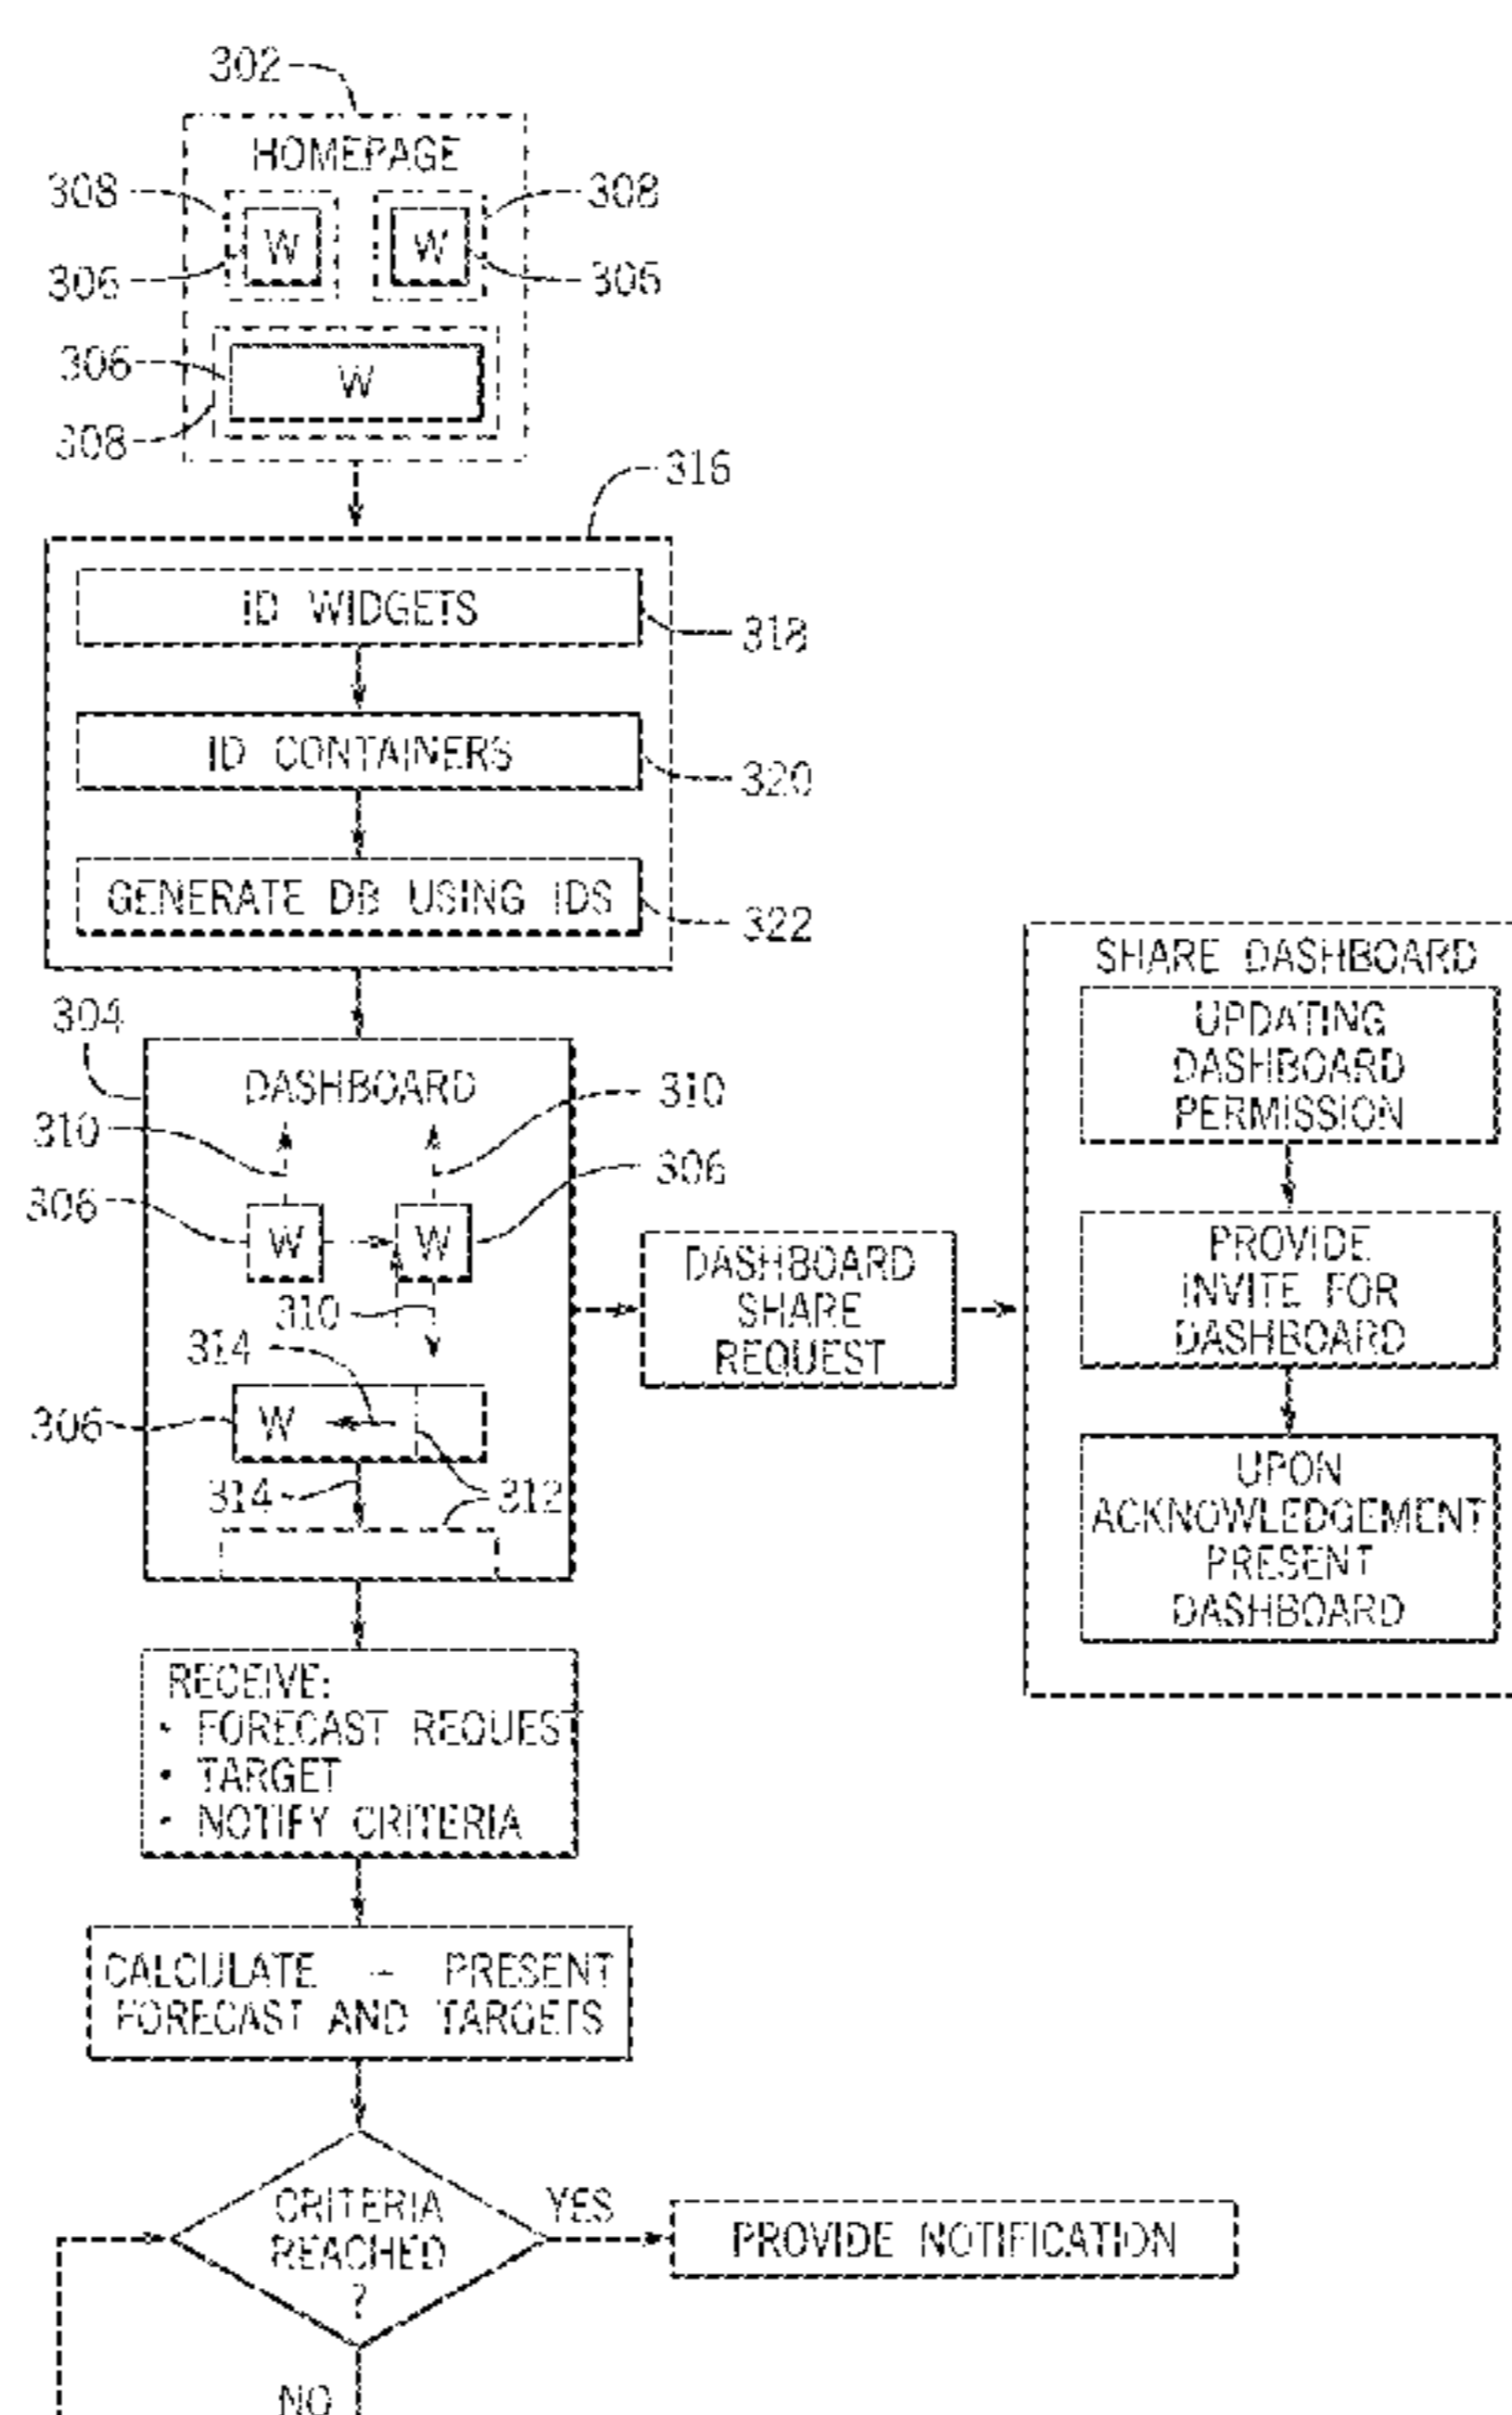 302
HOMEPAGE
308
308
W
W
306
306
306
W
308
316
ID WIDGETS
318
ID CONTAINERS
320
GENERATE DB USING IDS
322
304
DASHBOARD
310
310
306
306
W
W
310
314
306
W
314
312
DASHBOARD
SHARE
REQUEST
SHARE DASHBOARD
UPDATING
DASHBOARD
PERMISSION
PROVIDE
INVITE FOR
DASHBOARD
UPON
ACKNOWLEDGEMENT
PRESENT
DASHBOARD
RECEIVE:
• FORECAST REQUEST
• TARGET
• NOTIFY CRITERIA
CALCULATE - PRESENT
FORECAST AND TARGETS
CRITERIA
REACHED
?
YES
PROVIDE NOTIFICATION
NO